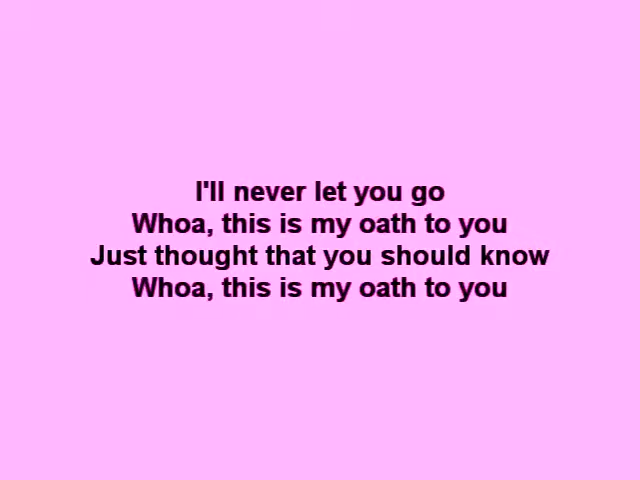 I'll never let you go
Whoa, this is my oath to you
Just thought that you should know
Whoa, this is my oath to you